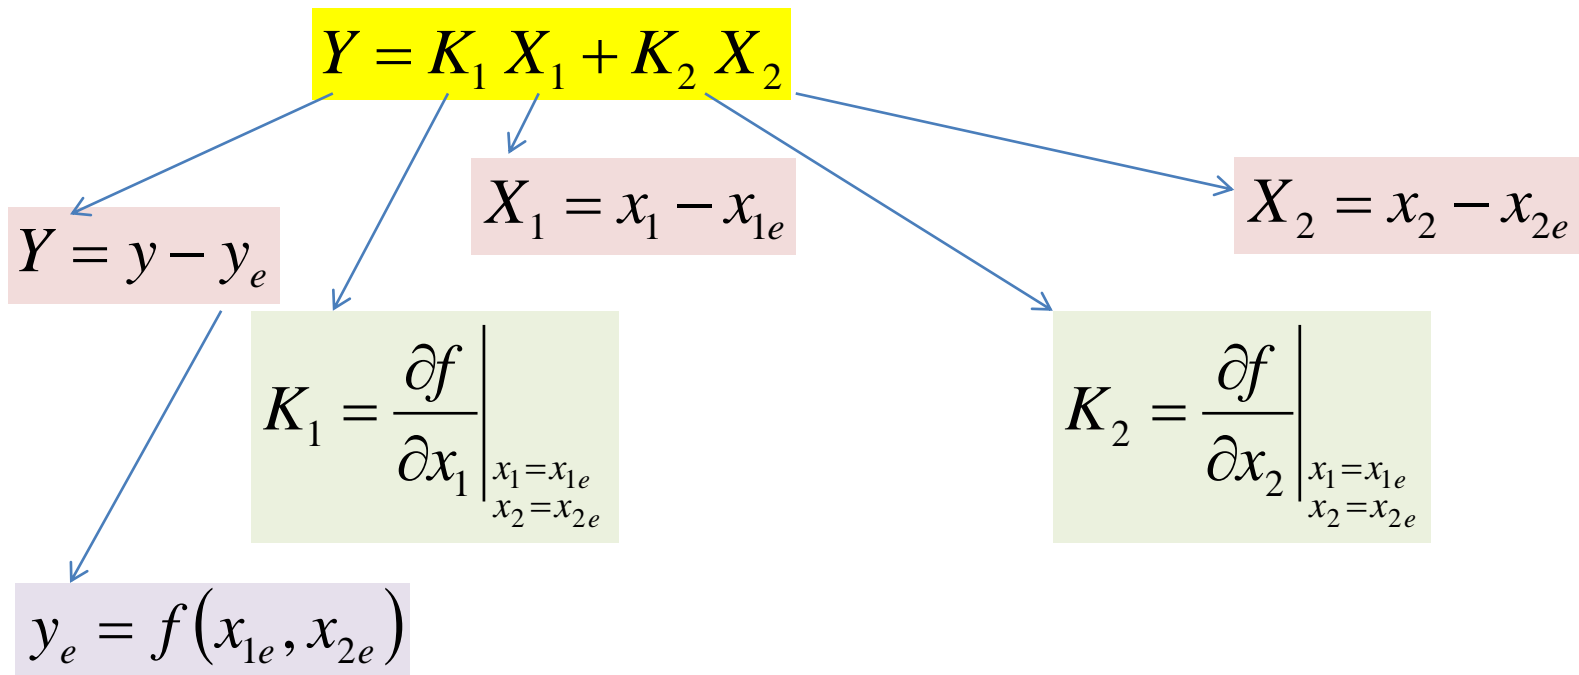 Y = K₁ X₁ + K₂ X₂
X₁ = x₁ − x₁ₑ
X₂ = x₂ − x₂ₑ
Y = y − yₑ
K₁ = ∂f/∂x₁ | x₁=x₁ₑ
x₂=x₂ₑ
K₂ = ∂f/∂x₂ | x₁=x₁ₑ
x₂=x₂ₑ
yₑ = f(x₁ₑ, x₂ₑ)